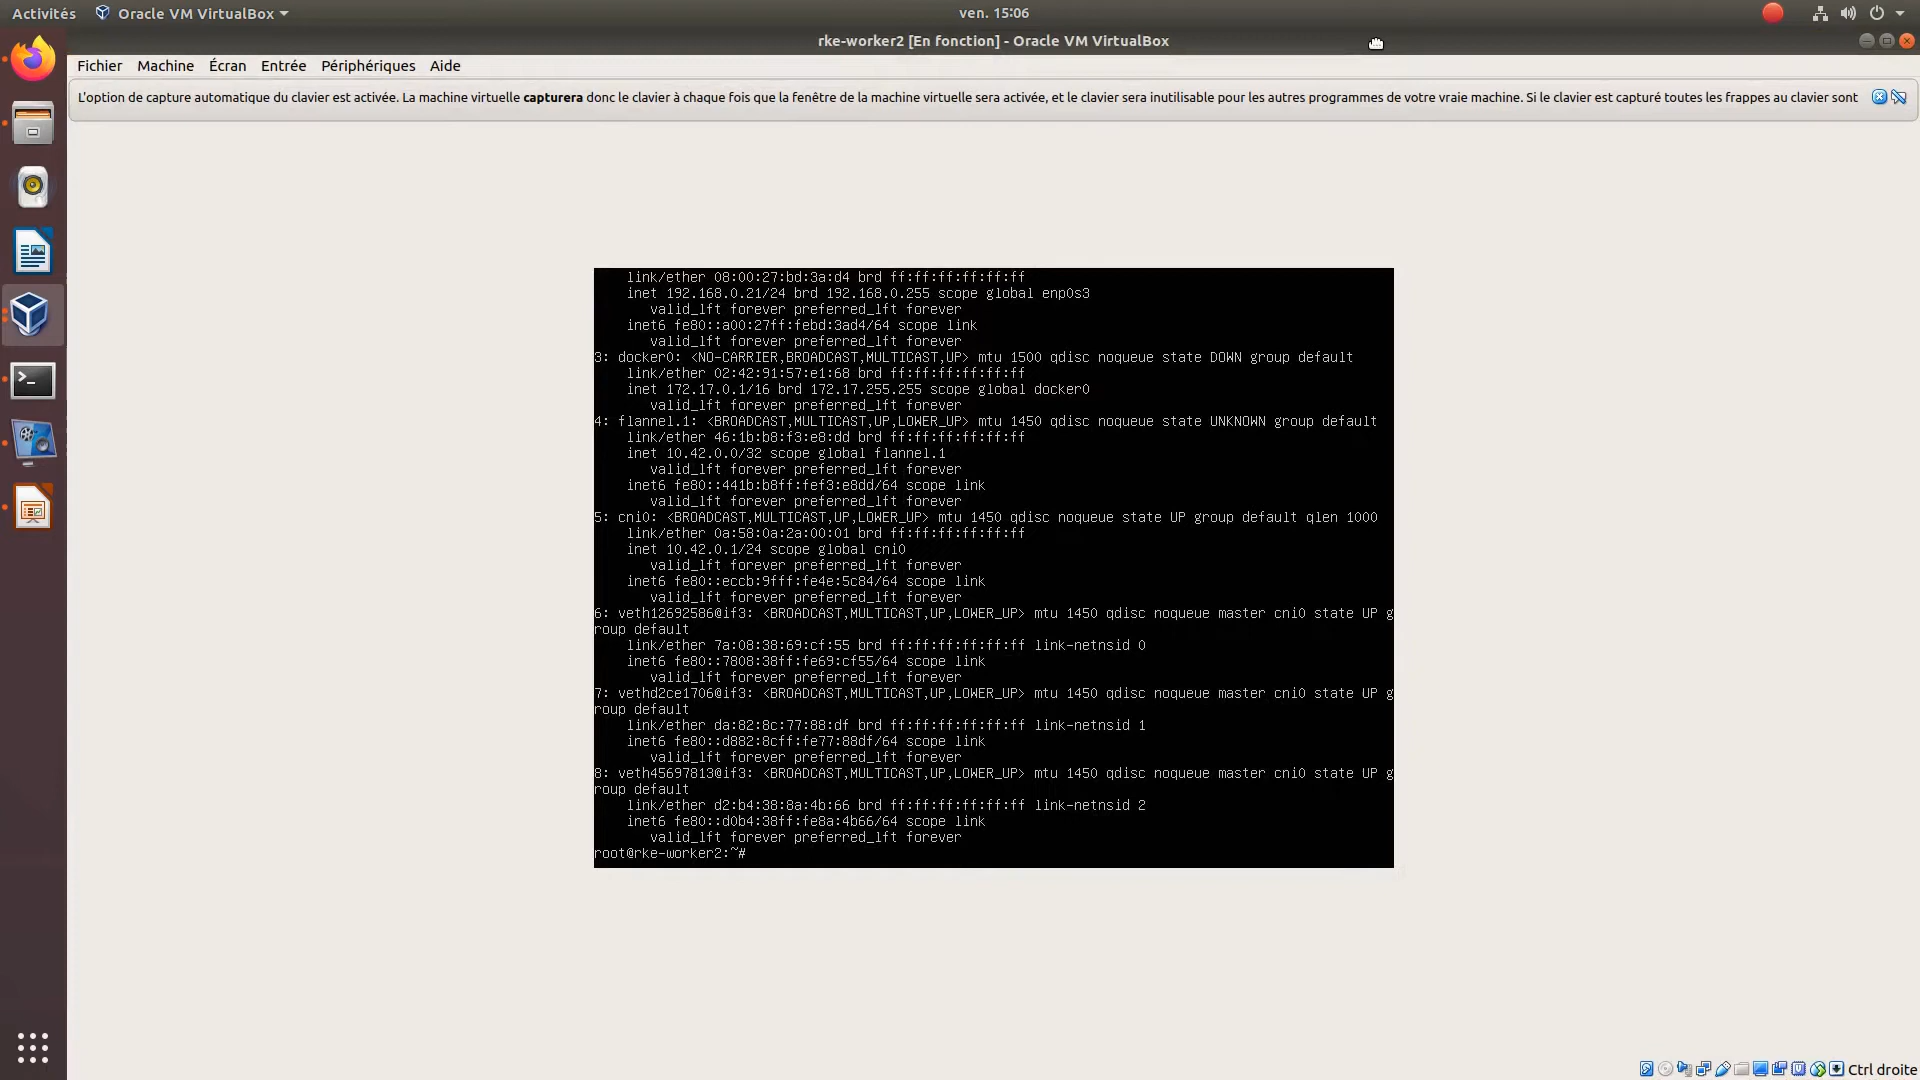 Activités Oracle VM VirtualBox ven. 15:06
rke-worker2 [En fonction] - Oracle VM VirtualBox
Fichier Machine Écran Entrée Périphériques Aide
L'option de capture automatique du clavier est activée. La machine virtuelle capturera donc le clavier à chaque fois que la fenêtre de la machine virtuelle sera activée, et le clavier sera inutilisable pour les autres programmes de votre vraie machine. Si le clavier est capturé toutes les frappes au clavier sont
link/ether 08:00:27:bd:3a:d4 brd ff:ff:ff:ff:ff:ff
inet 192.168.0.21/24 brd 192.168.0.255 scope global enp0s3
valid_lft forever preferred_lft forever
inet6 fe80::a00:27ff:febd:3ad4/64 scope link
valid_lft forever preferred_lft forever
3: docker0: <NO-CARRIER,BROADCAST,MULTICAST,UP> mtu 1500 qdisc noqueue state DOWN group default
link/ether 02:42:91:57:e1:68 brd ff:ff:ff:ff:ff:ff
inet 172.17.0.1/16 brd 172.17.255.255 scope global docker0
valid_lft forever preferred_lft forever
4: flannel.1: <BROADCAST,MULTICAST,UP,LOWER_UP> mtu 1450 qdisc noqueue state UNKNOWN group default
link/ether 46:1b:b8:f3:e8:dd brd ff:ff:ff:ff:ff:ff
inet 10.42.0.0/32 scope global flannel.1
valid_lft forever preferred_lft forever
inet6 fe80::441b:b8ff:fef3:e8dd/64 scope link
valid_lft forever preferred_lft forever
5: cni0: <BROADCAST,MULTICAST,UP,LOWER_UP> mtu 1450 qdisc noqueue state UP group default qlen 1000
link/ether 0a:58:0a:2a:00:01 brd ff:ff:ff:ff:ff:ff
inet 10.42.0.1/24 scope global cni0
valid_lft forever preferred_lft forever
inet6 fe80::eccb:9fff:fe4e:5c84/64 scope link
valid_lft forever preferred_lft forever
6: veth12692586@if3: <BROADCAST,MULTICAST,UP,LOWER_UP> mtu 1450 qdisc noqueue master cni0 state UP g
roup default
link/ether 7a:08:38:69:cf:55 brd ff:ff:ff:ff:ff:ff link-netnsid 0
inet6 fe80::7808:38ff:fe69:cf55/64 scope link
valid_lft forever preferred_lft forever
7: vethd2ce1706@if3: <BROADCAST,MULTICAST,UP,LOWER_UP> mtu 1450 qdisc noqueue master cni0 state UP g
roup default
link/ether da:82:8c:77:88:df brd ff:ff:ff:ff:ff:ff link-netnsid 1
inet6 fe80::d882:8cff:fe77:88df/64 scope link
valid_lft forever preferred_lft forever
8: veth45697813@if3: <BROADCAST,MULTICAST,UP,LOWER_UP> mtu 1450 qdisc noqueue master cni0 state UP g
roup default
link/ether d2:b4:38:8a:4b:66 brd ff:ff:ff:ff:ff:ff link-netnsid 2
inet6 fe80::d0b4:38ff:fe8a:4b66/64 scope link
valid_lft forever preferred_lft forever
root@rke-worker2:~#
Ctrl droite